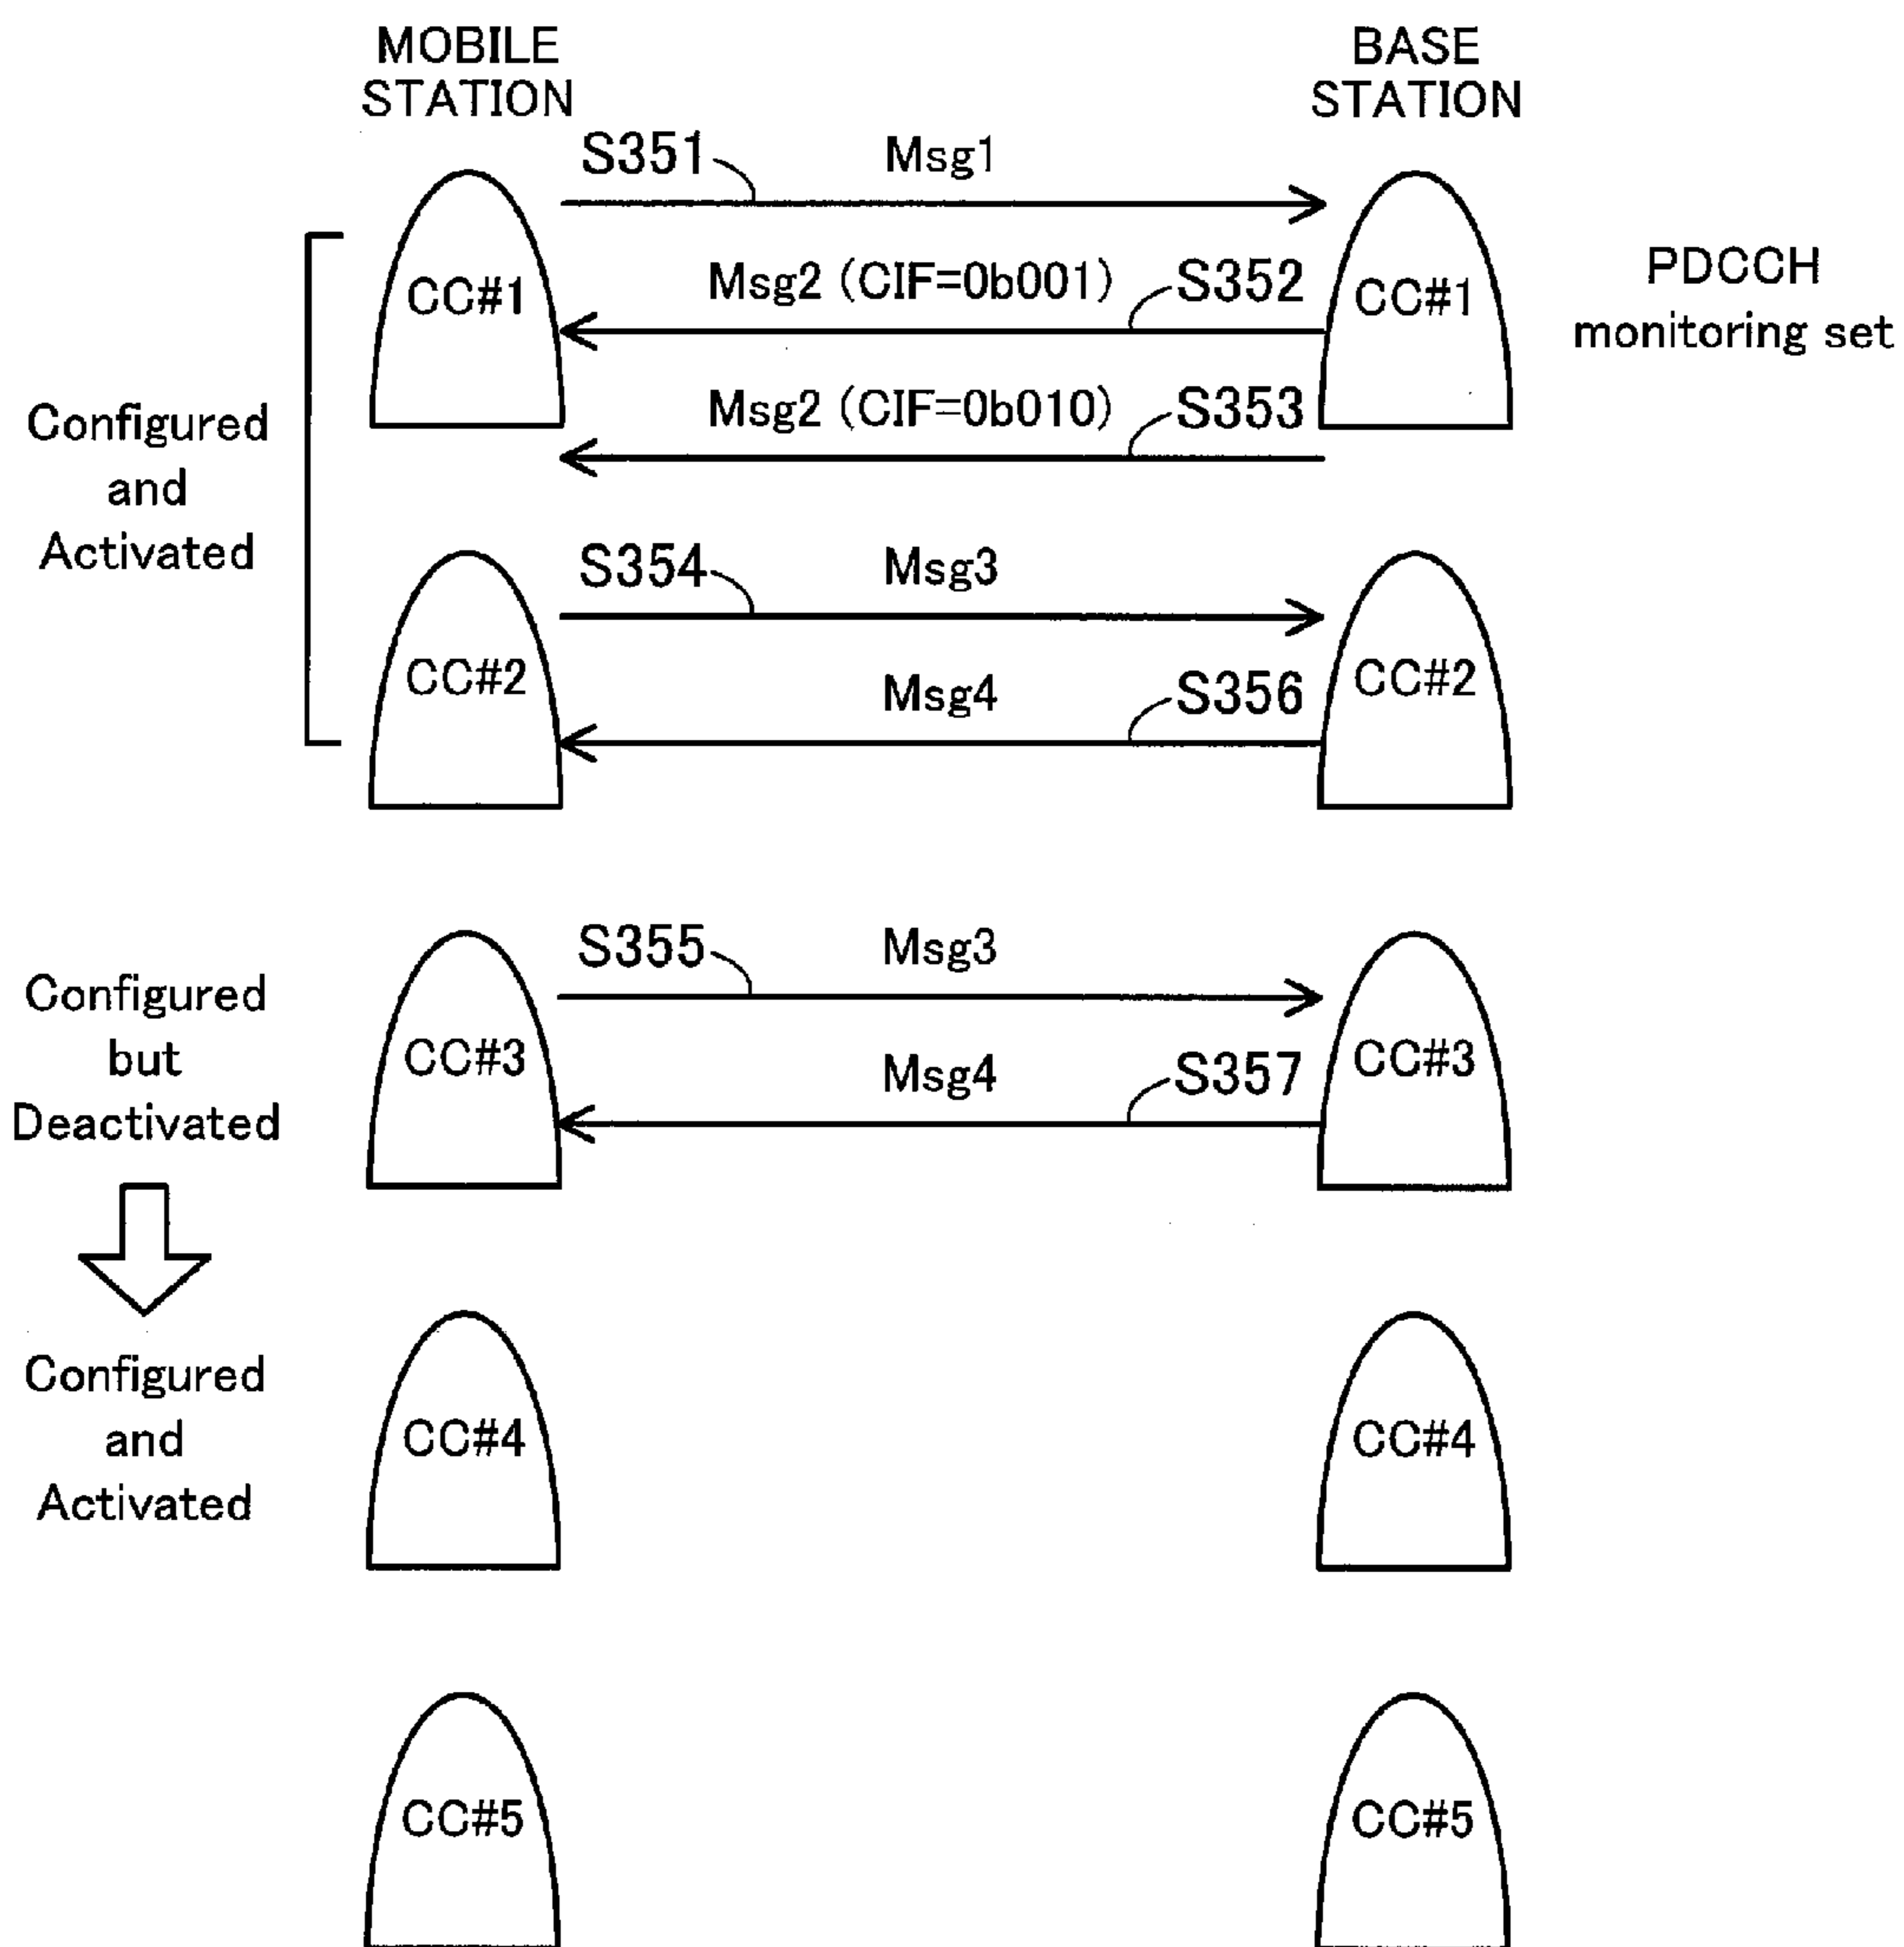 MOBILE
STATION
BASE
STATION
S351
Msg1
CC#1
Msg2 (CIF=0b001)
S352
CC#1
PDCCH
monitoring set
Msg2 (CIF=0b010)
S353
Configured
and
Activated
S354
Msg3
CC#2
Msg4
S356
CC#2
S355
Msg3
Configured
but
Deactivated
CC#3
Msg4
S357
CC#3
Configured
and
Activated
CC#4
CC#4
CC#5
CC#5